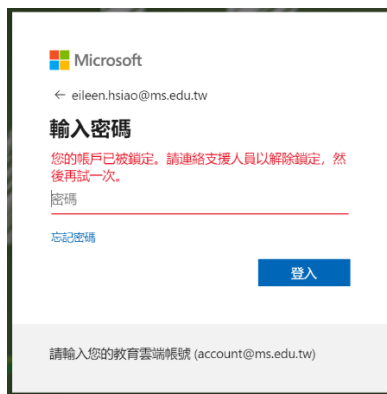 Microsoft
← eileen.hsiao@ms.edu.tw
輸入密碼
您的帳戶已被鎖定。請連絡支援人員以解除鎖定，然
後再試一次。
密碼
忘記密碼
登入
請輸入您的教育雲端帳號 (account@ms.edu.tw)